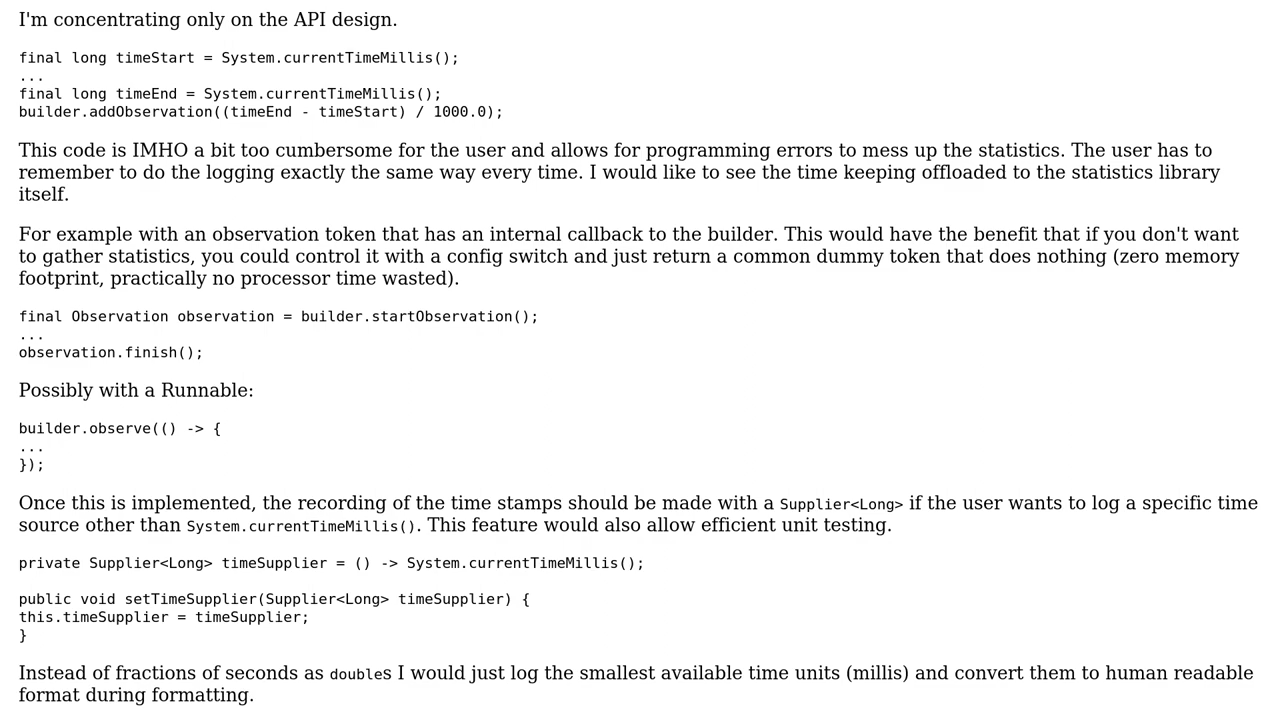 I'm concentrating only on the API design.
final long timeStart = System.currentTimeMillis();
...
final long timeEnd = System.currentTimeMillis();
builder.addObservation((timeEnd - timeStart) / 1000.0);
This code is IMHO a bit too cumbersome for the user and allows for programming errors to mess up the statistics. The user has to
remember to do the logging exactly the same way every time. I would like to see the time keeping offloaded to the statistics library
itself.
For example with an observation token that has an internal callback to the builder. This would have the benefit that if you don't want
to gather statistics, you could control it with a config switch and just return a common dummy token that does nothing (zero memory
footprint, practically no processor time wasted).
final Observation observation = builder.startObservation();
...
observation.finish();
Possibly with a Runnable:
builder.observe(() -> {
...
});
Once this is implemented, the recording of the time stamps should be made with a Supplier<Long> if the user wants to log a specific time
source other than System.currentTimeMillis(). This feature would also allow efficient unit testing.
private Supplier<Long> timeSupplier = () -> System.currentTimeMillis();
public void setTimeSupplier(Supplier<Long> timeSupplier) {
this.timeSupplier = timeSupplier;
}
Instead of fractions of seconds as doubles I would just log the smallest available time units (millis) and convert them to human readable
format during formatting.